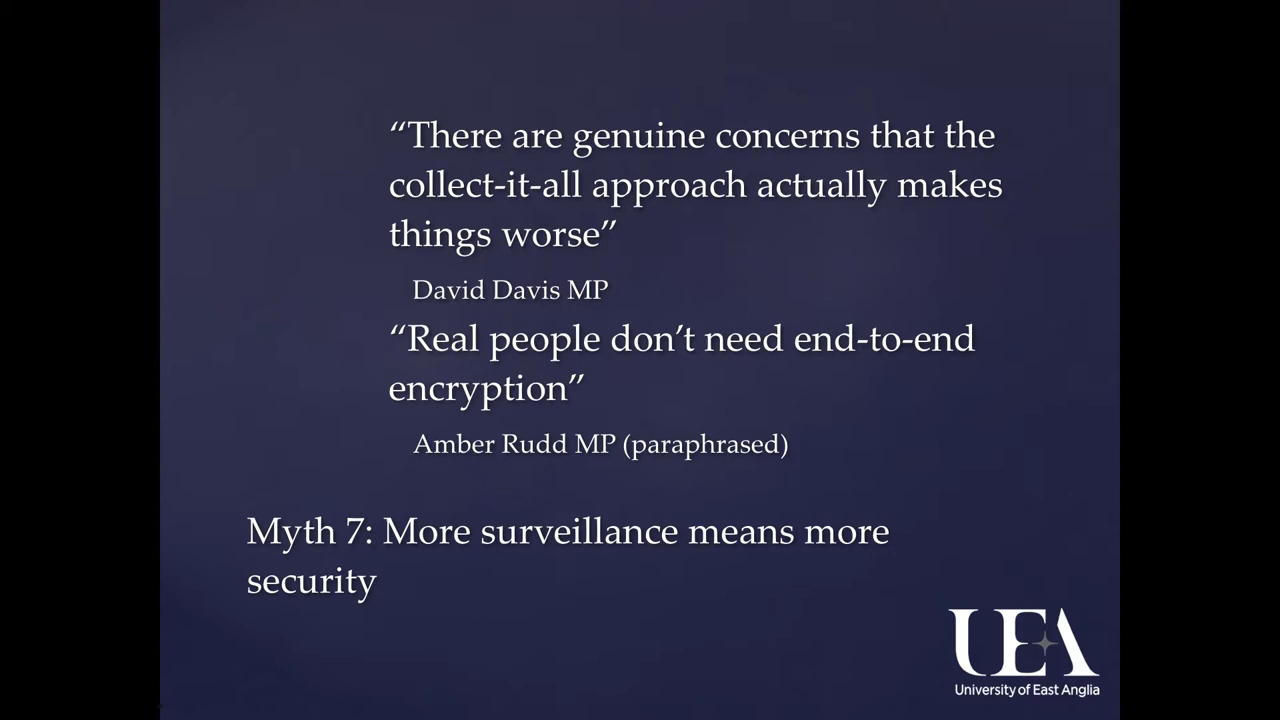 “There are genuine concerns that the
collect-it-all approach actually makes
things worse”
David Davis MP
“Real people don’t need end-to-end
encryption”
Amber Rudd MP (paraphrased)
Myth 7: More surveillance means more
security
UEA
University of East Anglia